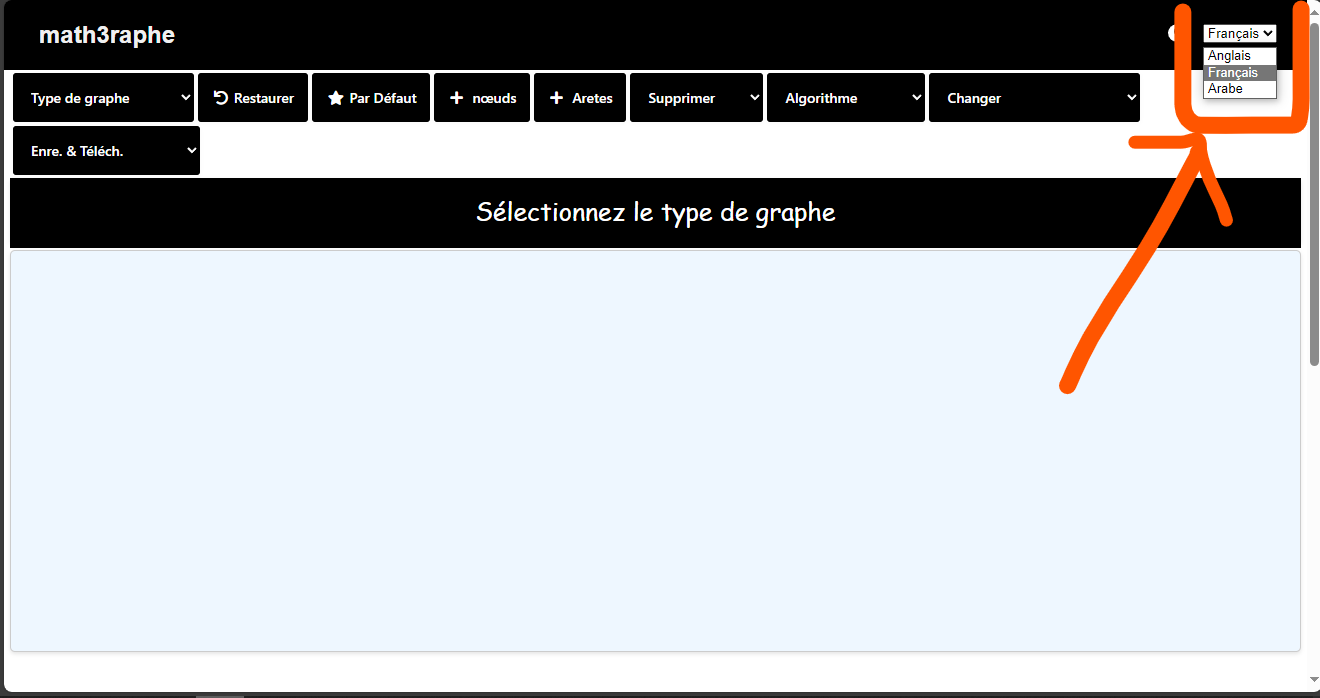 math3raphe
Français
Anglais
Français
Arabe
Type de graphe
Restaurer
Par Défaut
nœuds
Aretes
Supprimer
Algorithme
Changer
Enre. & Téléch.
Sélectionnez le type de graphe